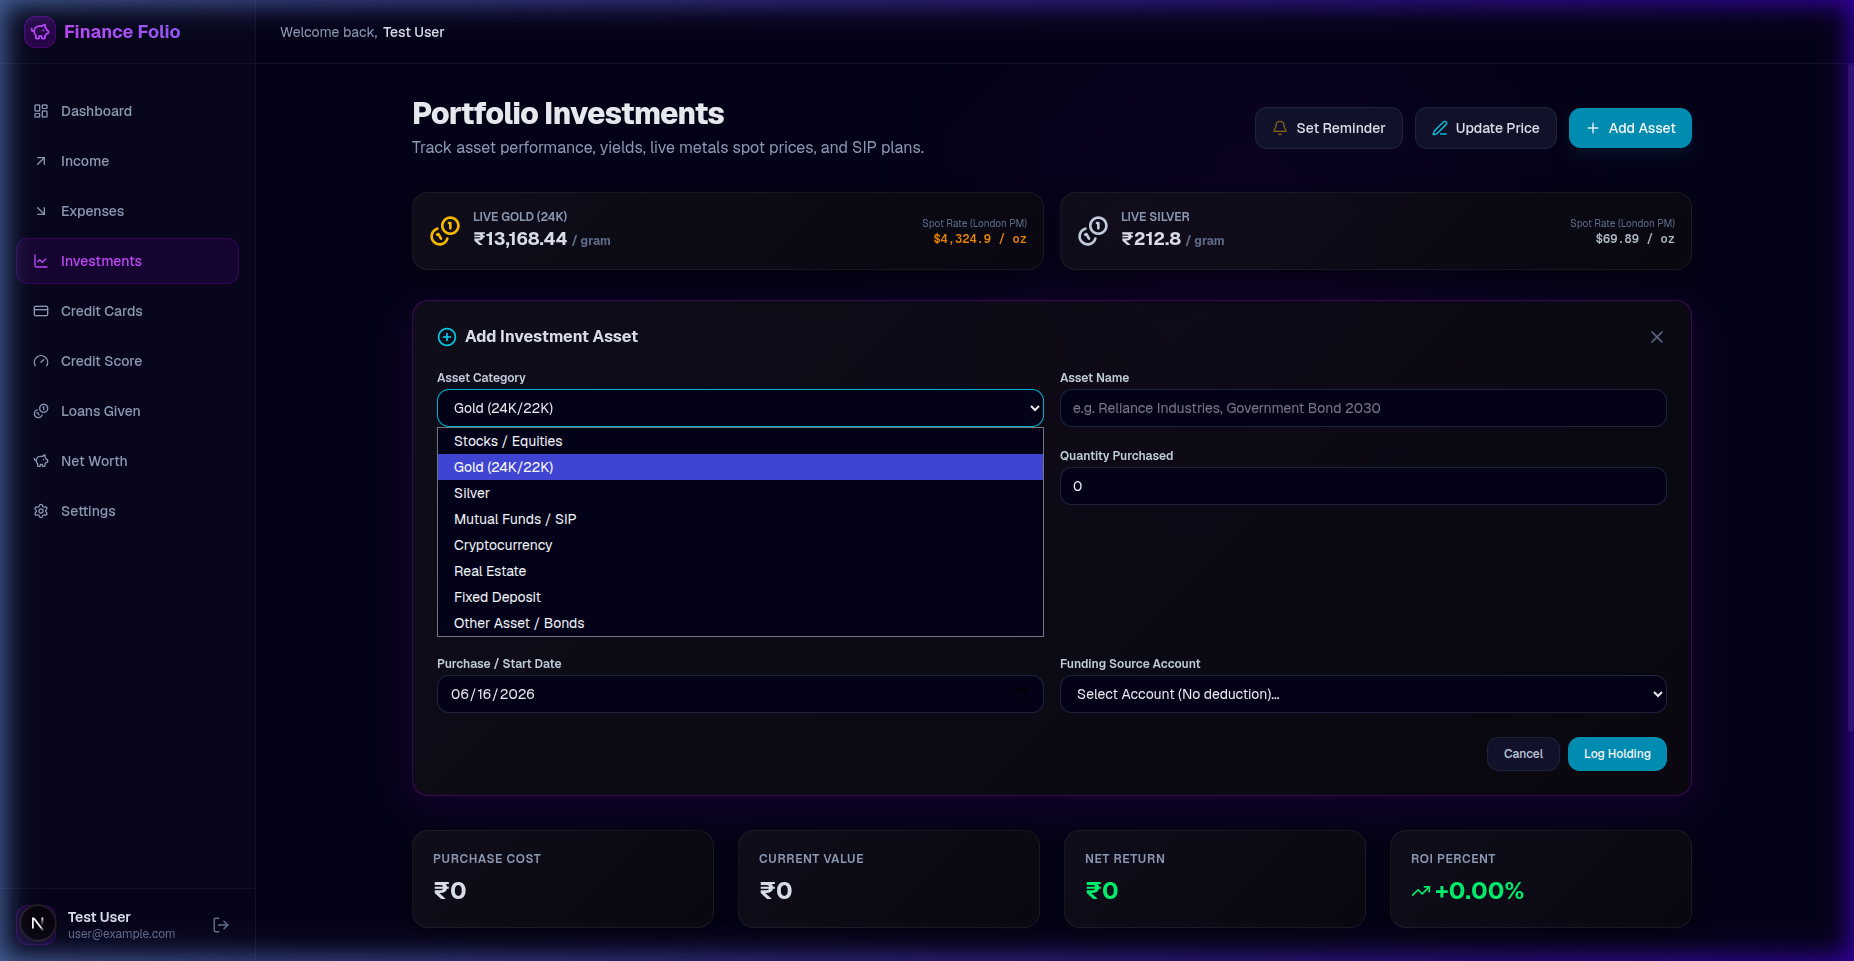 Finance Folio
Welcome back, Test User
Dashboard
Income
Expenses
Investments
Credit Cards
Credit Score
Loans Given
Net Worth
Settings
Test User
user@example.com
N
Portfolio Investments
Track asset performance, yields, live metals spot prices, and SIP plans.
Set Reminder
Update Price
Add Asset
LIVE GOLD (24K)
₹13,168.44 / gram
Spot Rate (London PM)
$4,324.9 / oz
LIVE SILVER
₹212.8 / gram
Spot Rate (London PM)
$69.89 / oz
Add Investment Asset
Asset Category
Gold (24K/22K)
Stocks / Equities
Gold (24K/22K)
Silver
Mutual Funds / SIP
Cryptocurrency
Real Estate
Fixed Deposit
Other Asset / Bonds
Asset Name
e.g. Reliance Industries, Government Bond 2030
Quantity Purchased
0
Purchase / Start Date
06/16/2026
Funding Source Account
Select Account (No deduction)...
Cancel
Log Holding
PURCHASE COST
₹0
CURRENT VALUE
₹0
NET RETURN
₹0
ROI PERCENT
+0.00%